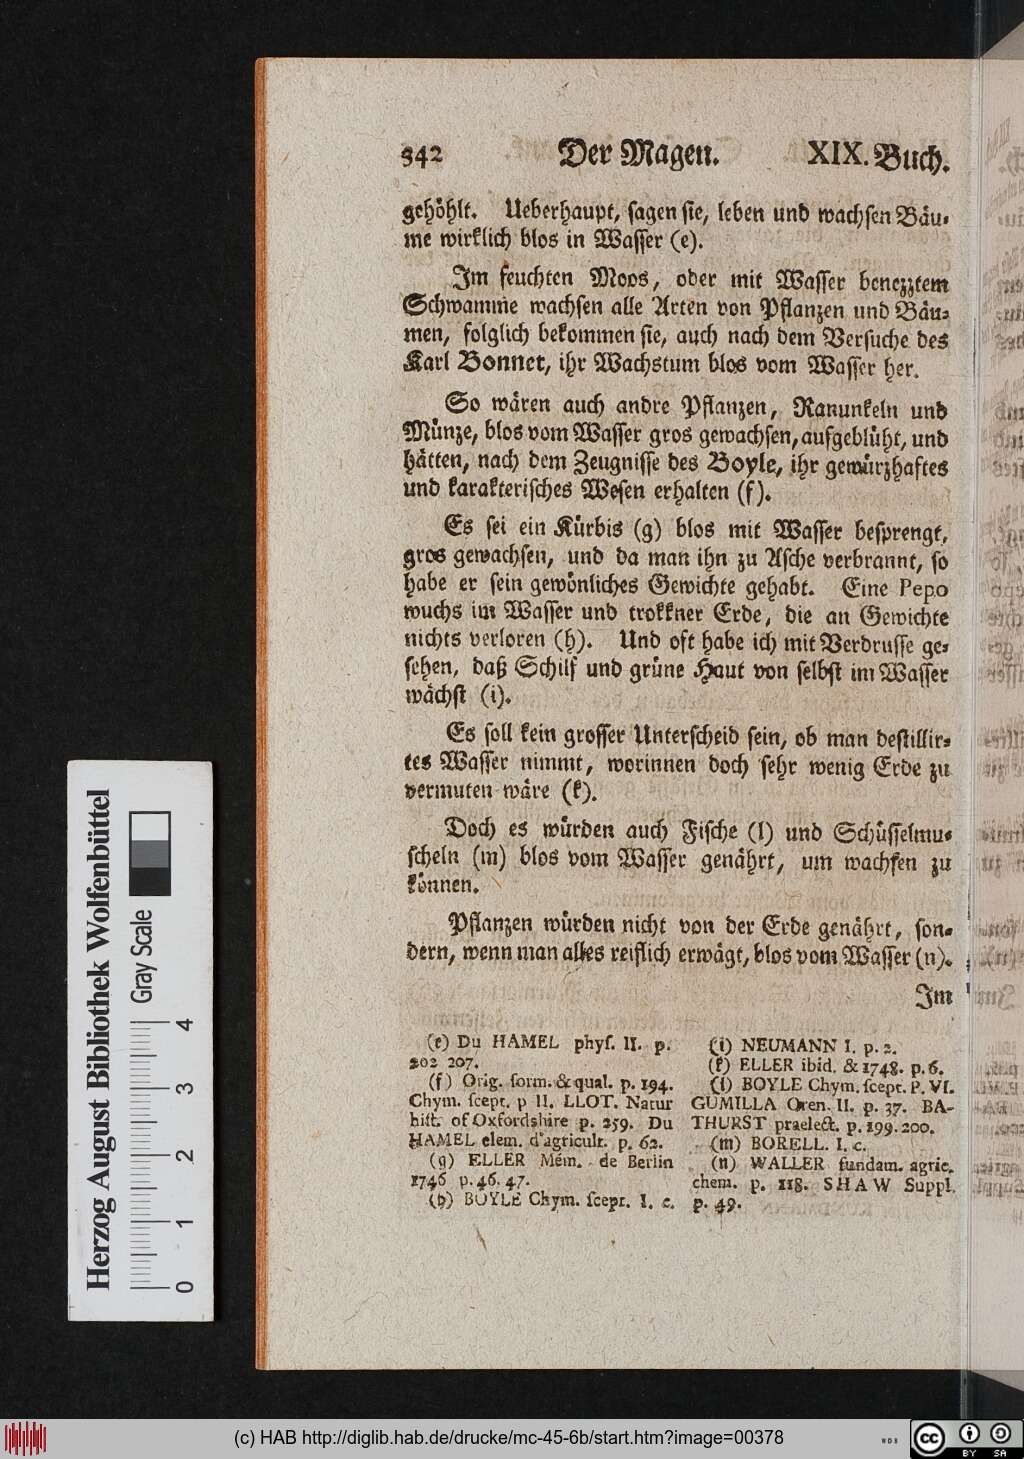 342 Der Magen. XIX. Buch.
gehöhlt. Ueberhaupt, sagen sie, leben und wachsen Bäu-
me wirklich blos in Wasser (e).
Im feuchten Moos, oder mit Wasser benezztem
Schwamme wachsen alle Arten von Pflanzen und Bäu-
men, folglich bekommen sie, auch nach dem Versuche des
Karl Bonnet, ihr Wachstum blos vom Wasser her.
So wären auch andre Pflanzen, Ranunkeln und
Münze, blos vom Wasser gros gewachsen, aufgeblüht, und
hätten, nach dem Zeugnisse des Boyle, ihr gewürzhaftes
und karakterisches Wesen erhalten (f).
Es sei ein Kürbis (g) blos mit Wasser besprengt,
gros gewachsen, und da man ihn zu Asche verbrannt, so
habe er sein gewönliches Gewichte gehabt. Eine Pepo
wuchs im Wasser und trokkner Erde, die an Gewichte
nichts verloren (h). Und oft habe ich mit Verdrusse ge-
sehen, daß Schilf und grüne Haut von selbst im Wasser
wächst (i).
Es soll kein grosser Unterscheid sein, ob man destillir-
tes Wasser nimmt, worinnen doch sehr wenig Erde zu
vermuten wäre (k).
Doch es würden auch Fische (l) und Schüsselmu-
scheln (m) blos vom Wasser genährt, um wachsen zu
können.
Pflanzen würden nicht von der Erde genährt, son-
dern, wenn man alles reiflich erwägt, blos vom Wasser (n).
Im
(e) Du HAMEL phys. II. p.
202 207.
(f) Orig. form. & qual. p. 194.
Chym. scept. p II. LLOT. Natur
hist. of Oxfordshire p. 259. Du
HAMEL elem. d'agricult. p. 62.
(g) ELLER Mém. de Berlin
1746 p. 46. 47.
(h) BOYLE Chym. scept. I. c.
(i) NEUMANN I. p. 2.
(k) ELLER ibid. & 1748. p. 6.
(l) BOYLE Chym. scept. P. VI.
GUMILLA Oren. II. p. 37. BA-
THURST praelect. p. 199. 200.
(m) BORELL. I. c.
(n) WALLER fundam. agric.
chem. p. 118. SHAW Suppl.
p. 49.
Herzog August Bibliothek Wolfenbüttel
Gray Scale
0 1 2 3 4
(c) HAB http://diglib.hab.de/drucke/mc-45-6b/start.htm?image=00378
WDB
cc BY SA